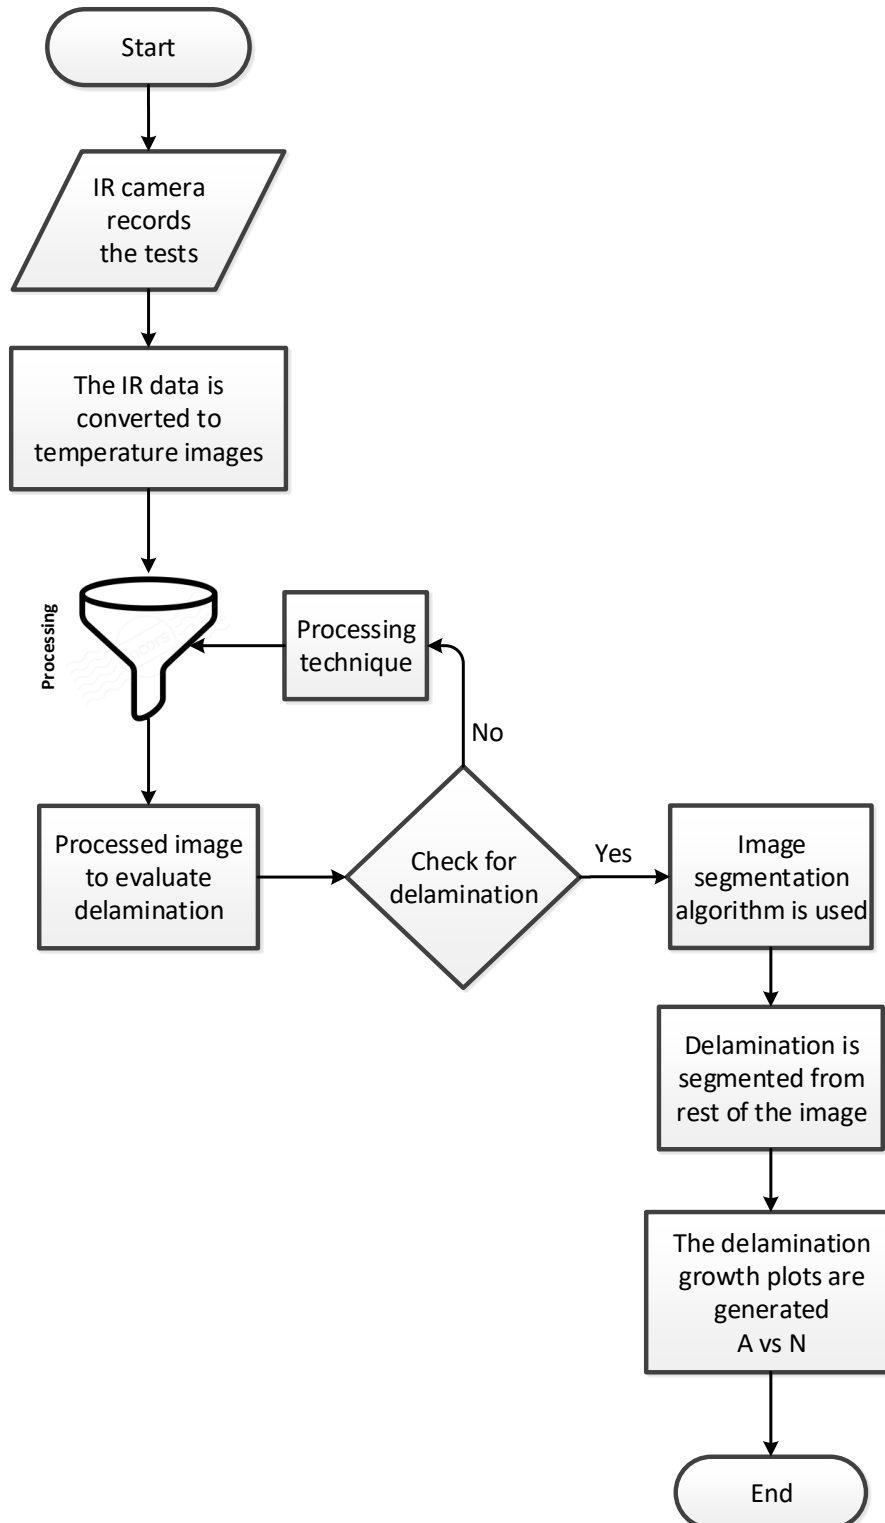 Start
IR camera
records
the tests
The IR data is
converted to
temperature images
Processing
Processing
technique
No
Processed image
to evaluate
delamination
Check for
delamination
Yes
Image
segmentation
algorithm is used
Delamination is
segmented from
rest of the image
The delamination
growth plots are
generated
A vs N
End